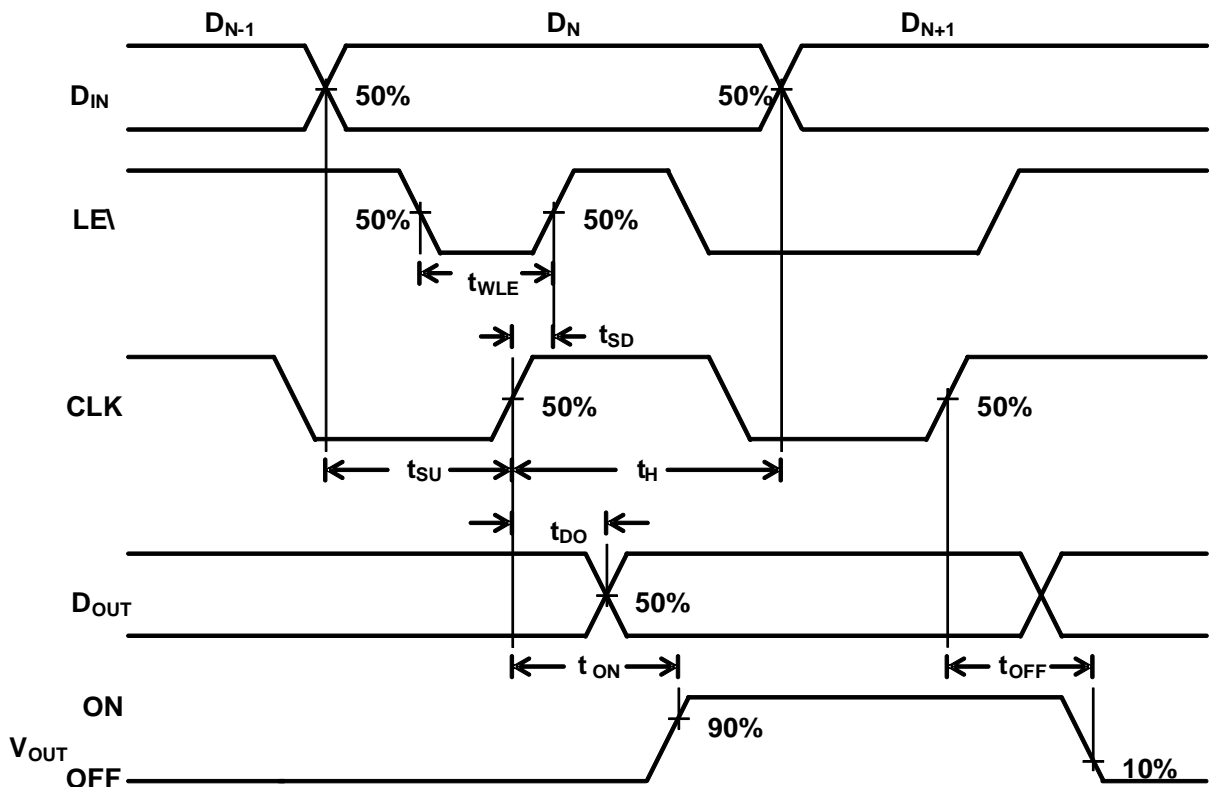 DN-1 DN DN+1
DIN 50% 50%
LE\ 50% 50%
tWLE
tSD
CLK 50% 50%
tSU tH
tDO
DOUT 50%
t ON tOFF
ON
90%
VOUT
OFF 10%